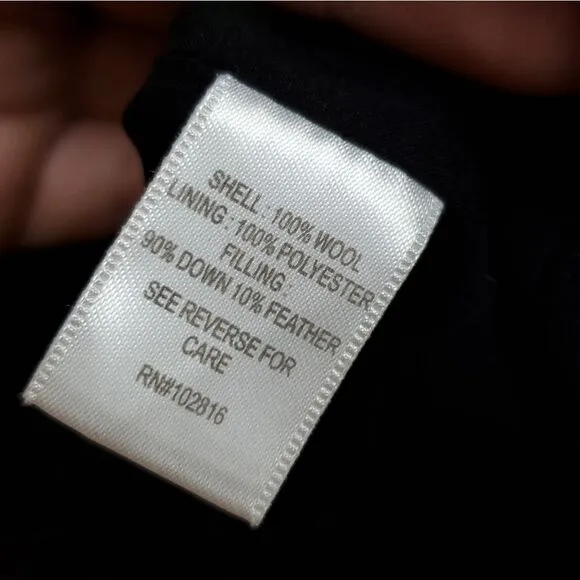 SHELL : 100% WOOL
LINING : 100% POLYESTER
FILLING:
90% DOWN 10% FEATHER
SEE REVERSE FOR
CARE
RN#102816